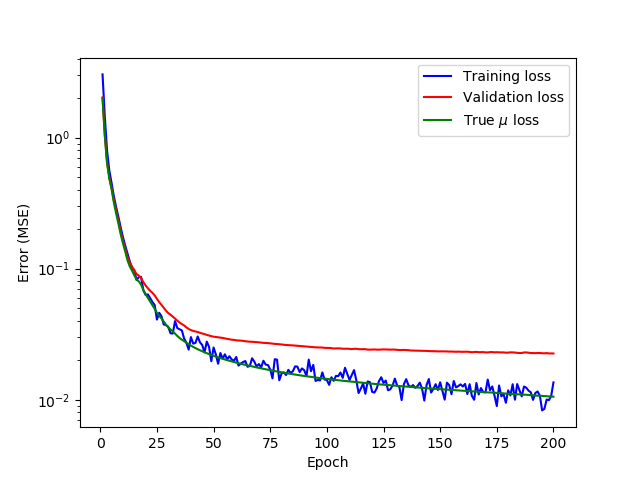 Training loss
Validation loss
True μ loss
10⁰
10⁻¹
10⁻²
Error (MSE)
0 25 50 75 100 125 150 175 200
Epoch